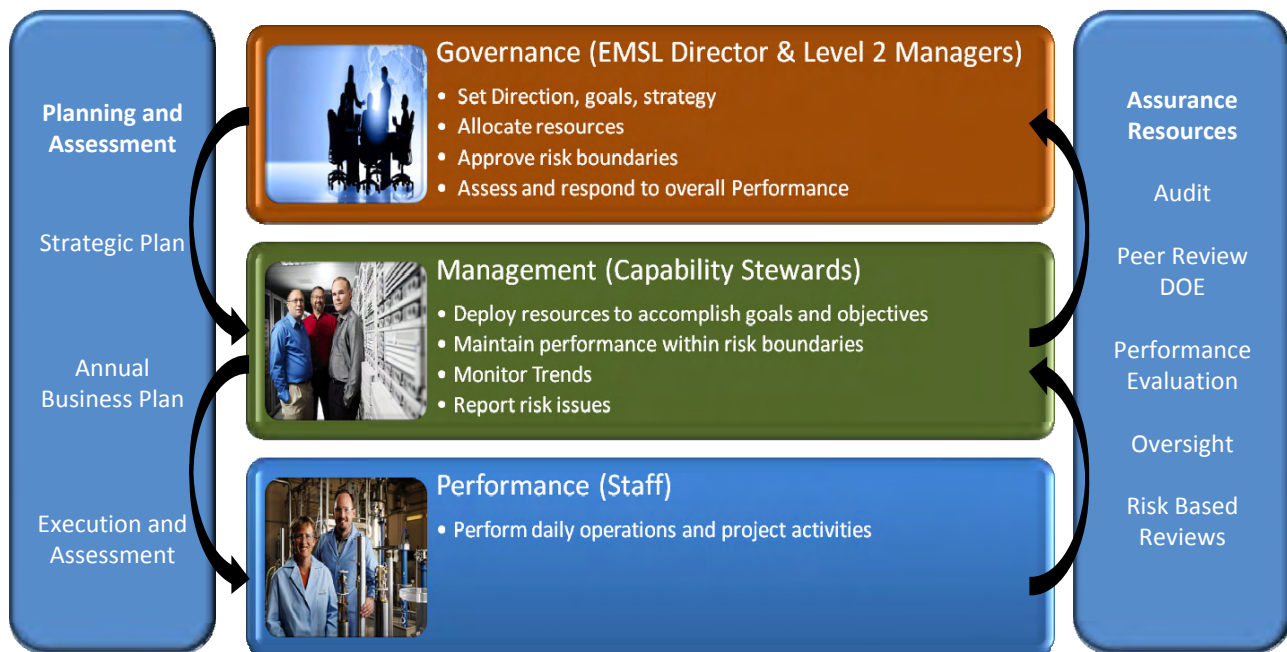 Planning and
Assessment
Strategic Plan
Annual
Business Plan
Execution and
Assessment
Governance (EMSL Director & Level 2 Managers)
• Set Direction, goals, strategy
• Allocate resources
• Approve risk boundaries
• Assess and respond to overall Performance
Management (Capability Stewards)
• Deploy resources to accomplish goals and objectives
• Maintain performance within risk boundaries
• Monitor Trends
• Report risk issues
Performance (Staff)
• Perform daily operations and project activities
Assurance
Resources
Audit
Peer Review
DOE
Performance
Evaluation
Oversight
Risk Based
Reviews